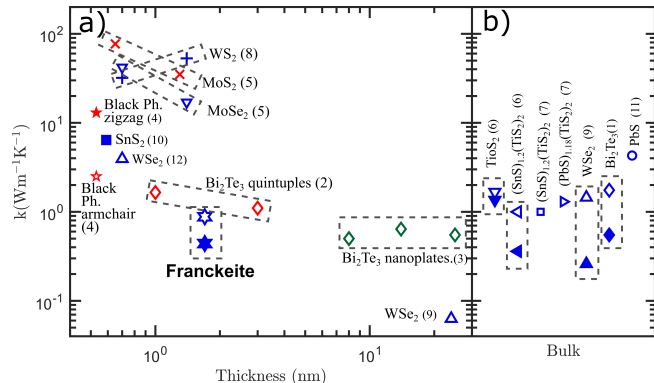 a)
b)
k(Wm⁻¹K⁻¹)
10²
10¹
10⁰
10⁻¹
WS₂ (8)
MoS₂ (5)
MoSe₂ (5)
Black Ph.
zigzag (4)
SnS₂ (10)
WSe₂ (12)
Black
Ph.
armchair
(4)
Bi₂Te₃ quintuples (2)
Franckeite
Bi₂Te₃ nanoplates.(3)
WSe₂ (9)
10⁰
10¹
Thickness (nm)
TioS₂ (6)
(SnS)₁.₂(TiS₂)₂ (6)
(SnS)₁.₂(TiS₂)₂ (7)
(PbS)₁.₁₈(TiS₂)₂ (7)
WSe₂ (9)
Bi₂Te₃(1)
PbS (11)
Bulk